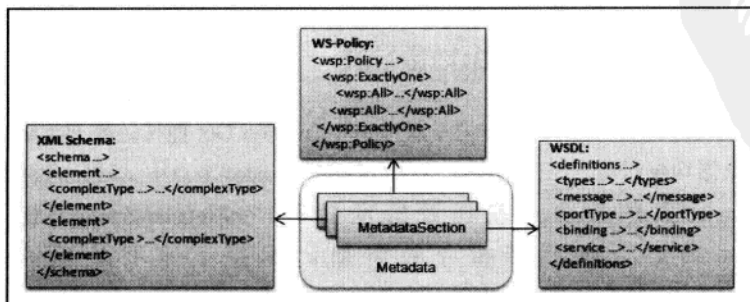 WS-Policy:
<wsp:Policy ...>
<wsp:ExactlyOne>
<wsp:All>...</wsp:All>
<wsp:All>...</wsp:All>
</wsp:ExactlyOne>
</wsp:Policy>
XML Schema:
<schema ...>
<element ...>
<complexType ...>...</complexType>
</element>
<element>
<complexType >...</complexType>
</element>
</schema>
MetadataSection
Metadata
WSDL:
<definitions ...>
<types ...>...</types>
<message ...>...</message>
<portType ...>...</portType>
<binding ...>...</binding>
<service ...>...</service>
</definitions>